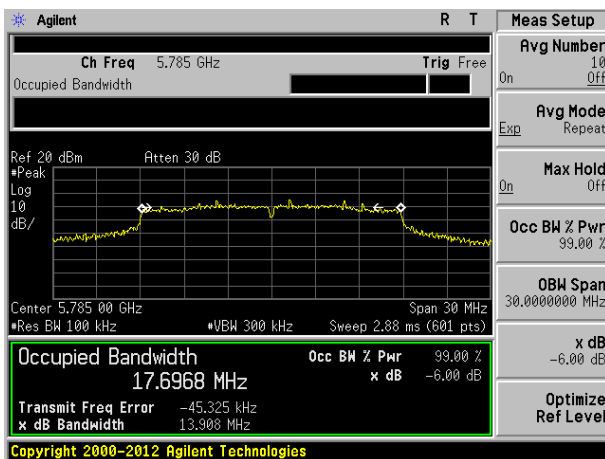 Agilent R T
Ch Freq 5.785 GHz Trig Free
Occupied Bandwidth
Ref 20 dBm Atten 30 dB
#Peak
Log
10
dB/
Center 5.785 00 GHz Span 30 MHz
#Res BW 100 kHz #VBW 300 kHz Sweep 2.88 ms (601 pts)
Occupied Bandwidth Occ BW % Pwr 99.00 %
17.6968 MHz x dB -6.00 dB
Transmit Freq Error -45.325 kHz
x dB Bandwidth 13.908 MHz
Copyright 2000-2012 Agilent Technologies
Meas Setup
Avg Number
10
On Off
Avg Mode
Exp Repeat
Max Hold
On Off
Occ BW % Pwr
99.00 %
OBW Span
30.0000000 MHz
x dB
-6.00 dB
Optimize
Ref Level